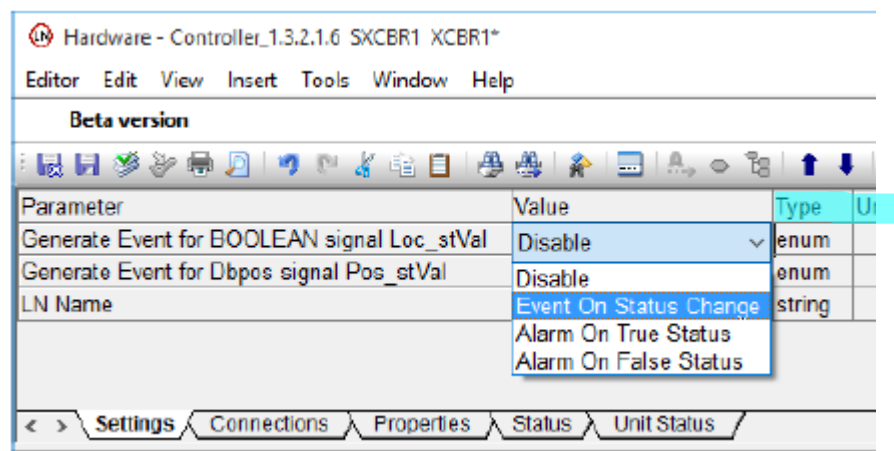 Hardware - Controller_1.3.2.1.6 SXCBR1 XCBR1*
Editor Edit View Insert Tools Window Help
Beta version
Parameter Value Type Un
Generate Event for BOOLEAN signal Loc_stVal Disable enum
Generate Event for Dbpos signal Pos_stVal Disable enum
LN Name Event On Status Change string
Alarm On True Status
Alarm On False Status
Settings Connections Properties Status Unit Status